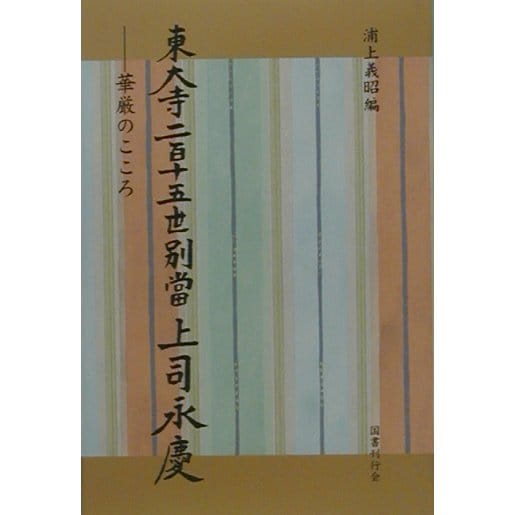 浦上義昭編
東大寺二百十五世別當 上司永慶
──華厳のこころ
国書刊行会